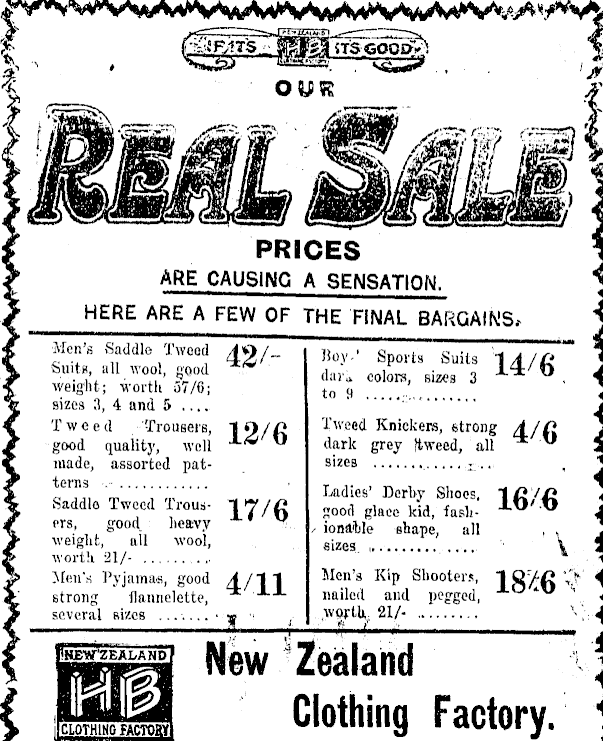 IF IT'S NEW ZEALAND HB CLOTHING FACTORY IT'S GOOD
OUR
REAL SALE
PRICES
ARE CAUSING A SENSATION.
HERE ARE A FEW OF THE FINAL BARGAINS.
Men's Saddle Tweed
Suits, all wool, good
weight; worth 57/6;
sizes 3, 4 and 5 ....
42/-
Tweed Trousers,
good quality, well
made, assorted pat-
terns ............
12/6
Saddle Tweed Trous-
ers, good heavy
weight, all wool,
worth 21/- .........
17/6
Men's Pyjamas, good
strong flannelette,
several sizes .......
4/11
Boys' Sports Suits
dark colors, sizes 3
to 9 ..............
14/6
Tweed Knickers, strong
dark grey tweed, all
sizes ..............
4/6
Ladies' Derby Shoes,
good glace kid, fash-
ionable shape, all
sizes .............
16/6
Men's Kip Shooters,
nailed and pegged,
worth 21/- ........
18/6
NEW ZEALAND
HB
CLOTHING FACTORY
New Zealand
Clothing Factory.